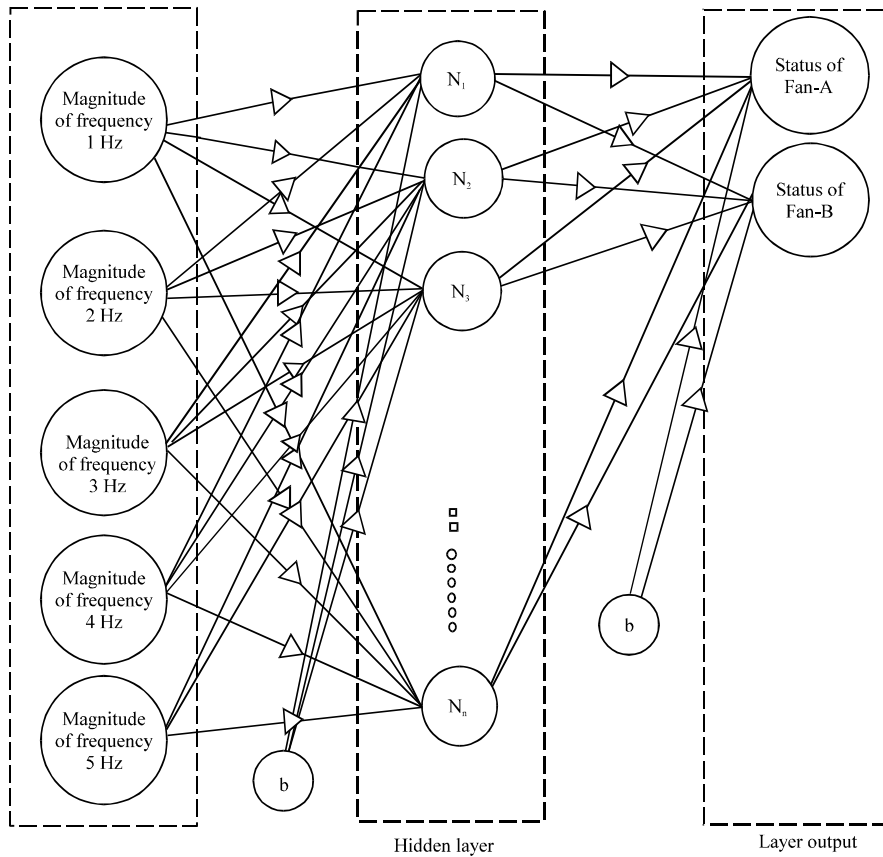 Magnitude
of frequency
1 Hz
Magnitude
of frequency
2 Hz
Magnitude
of frequency
3 Hz
Magnitude
of frequency
4 Hz
Magnitude
of frequency
5 Hz
b
N₁
N₂
N₃
Nₙ
Hidden layer
b
Status of
Fan-A
Status of
Fan-B
Layer output